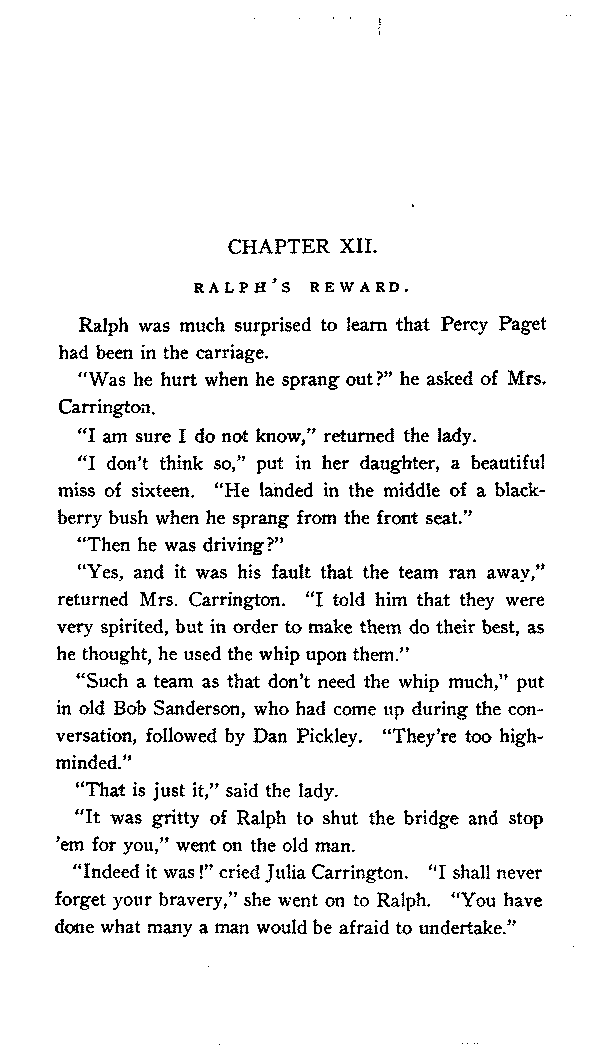 CHAPTER XII.
RALPH'S REWARD.
Ralph was much surprised to learn that Percy Paget
had been in the carriage.
"Was he hurt when he sprang out?" he asked of Mrs.
Carrington.
"I am sure I do not know," returned the lady.
"I don't think so," put in her daughter, a beautiful
miss of sixteen. "He landed in the middle of a black-
berry bush when he sprang from the front seat."
"Then he was driving?"
"Yes, and it was his fault that the team ran away,"
returned Mrs. Carrington. "I told him that they were
very spirited, but in order to make them do their best, as
he thought, he used the whip upon them."
"Such a team as that don't need the whip much," put
in old Bob Sanderson, who had come up during the con-
versation, followed by Dan Pickley. "They're too high-
minded."
"That is just it," said the lady.
"It was gritty of Ralph to shut the bridge and stop
'em for you," went on the old man.
"Indeed it was!" cried Julia Carrington. "I shall never
forget your bravery," she went on to Ralph. "You have
done what many a man would be afraid to undertake."